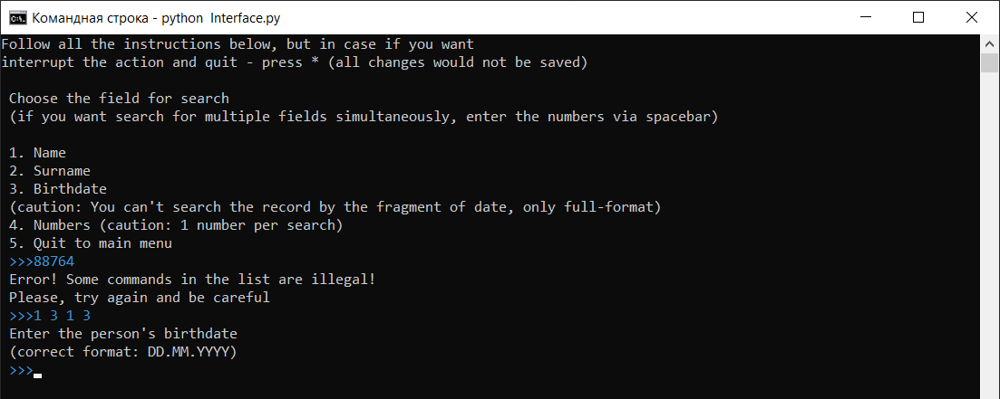 Командная строка - python Interface.py
Follow all the instructions below, but in case if you want
interrupt the action and quit - press * (all changes would not be saved)
Choose the field for search
(if you want search for multiple fields simultaneously, enter the numbers via spacebar)
1. Name
2. Surname
3. Birthdate
(caution: You can't search the record by the fragment of date, only full-format)
4. Numbers (caution: 1 number per search)
5. Quit to main menu
>>>88764
Error! Some commands in the list are illegal!
Please, try again and be careful
>>>1 3 1 3
Enter the person's birthdate
(correct format: DD.MM.YYYY)
>>>